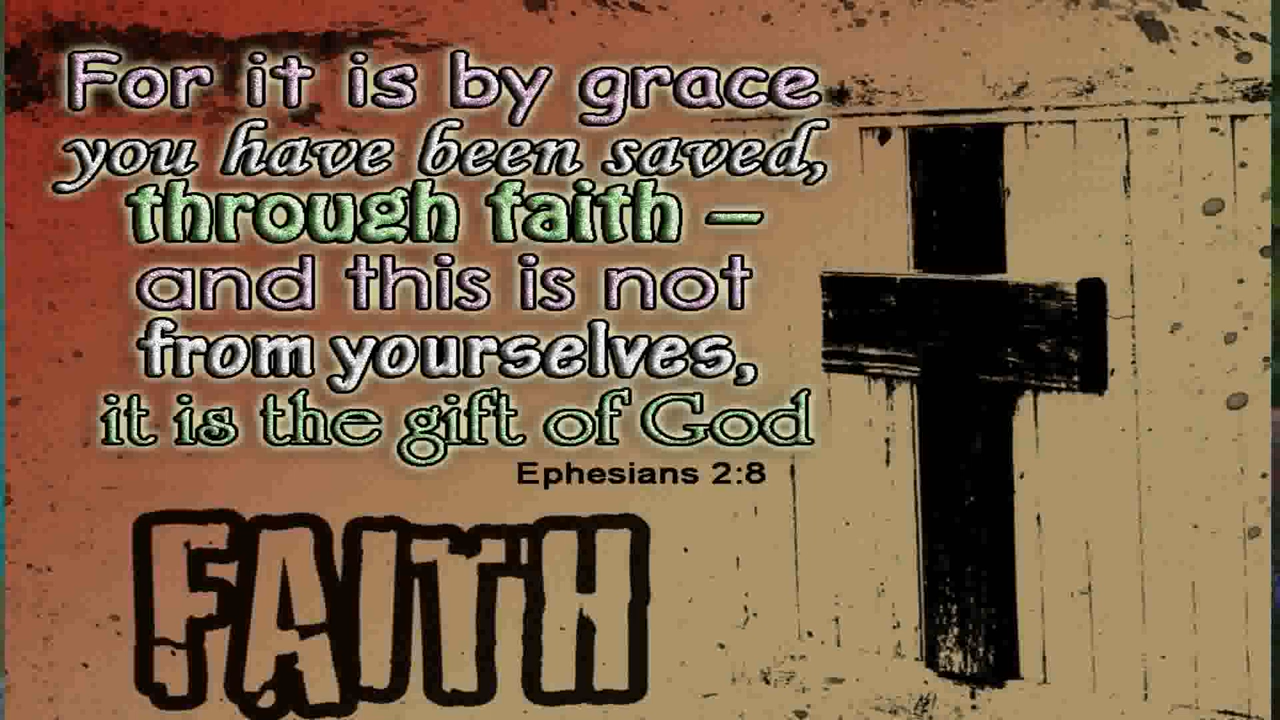 For it is by grace
you have been saved,
through faith –
and this is not
from yourselves,
it is the gift of God
Ephesians 2:8
FAITH